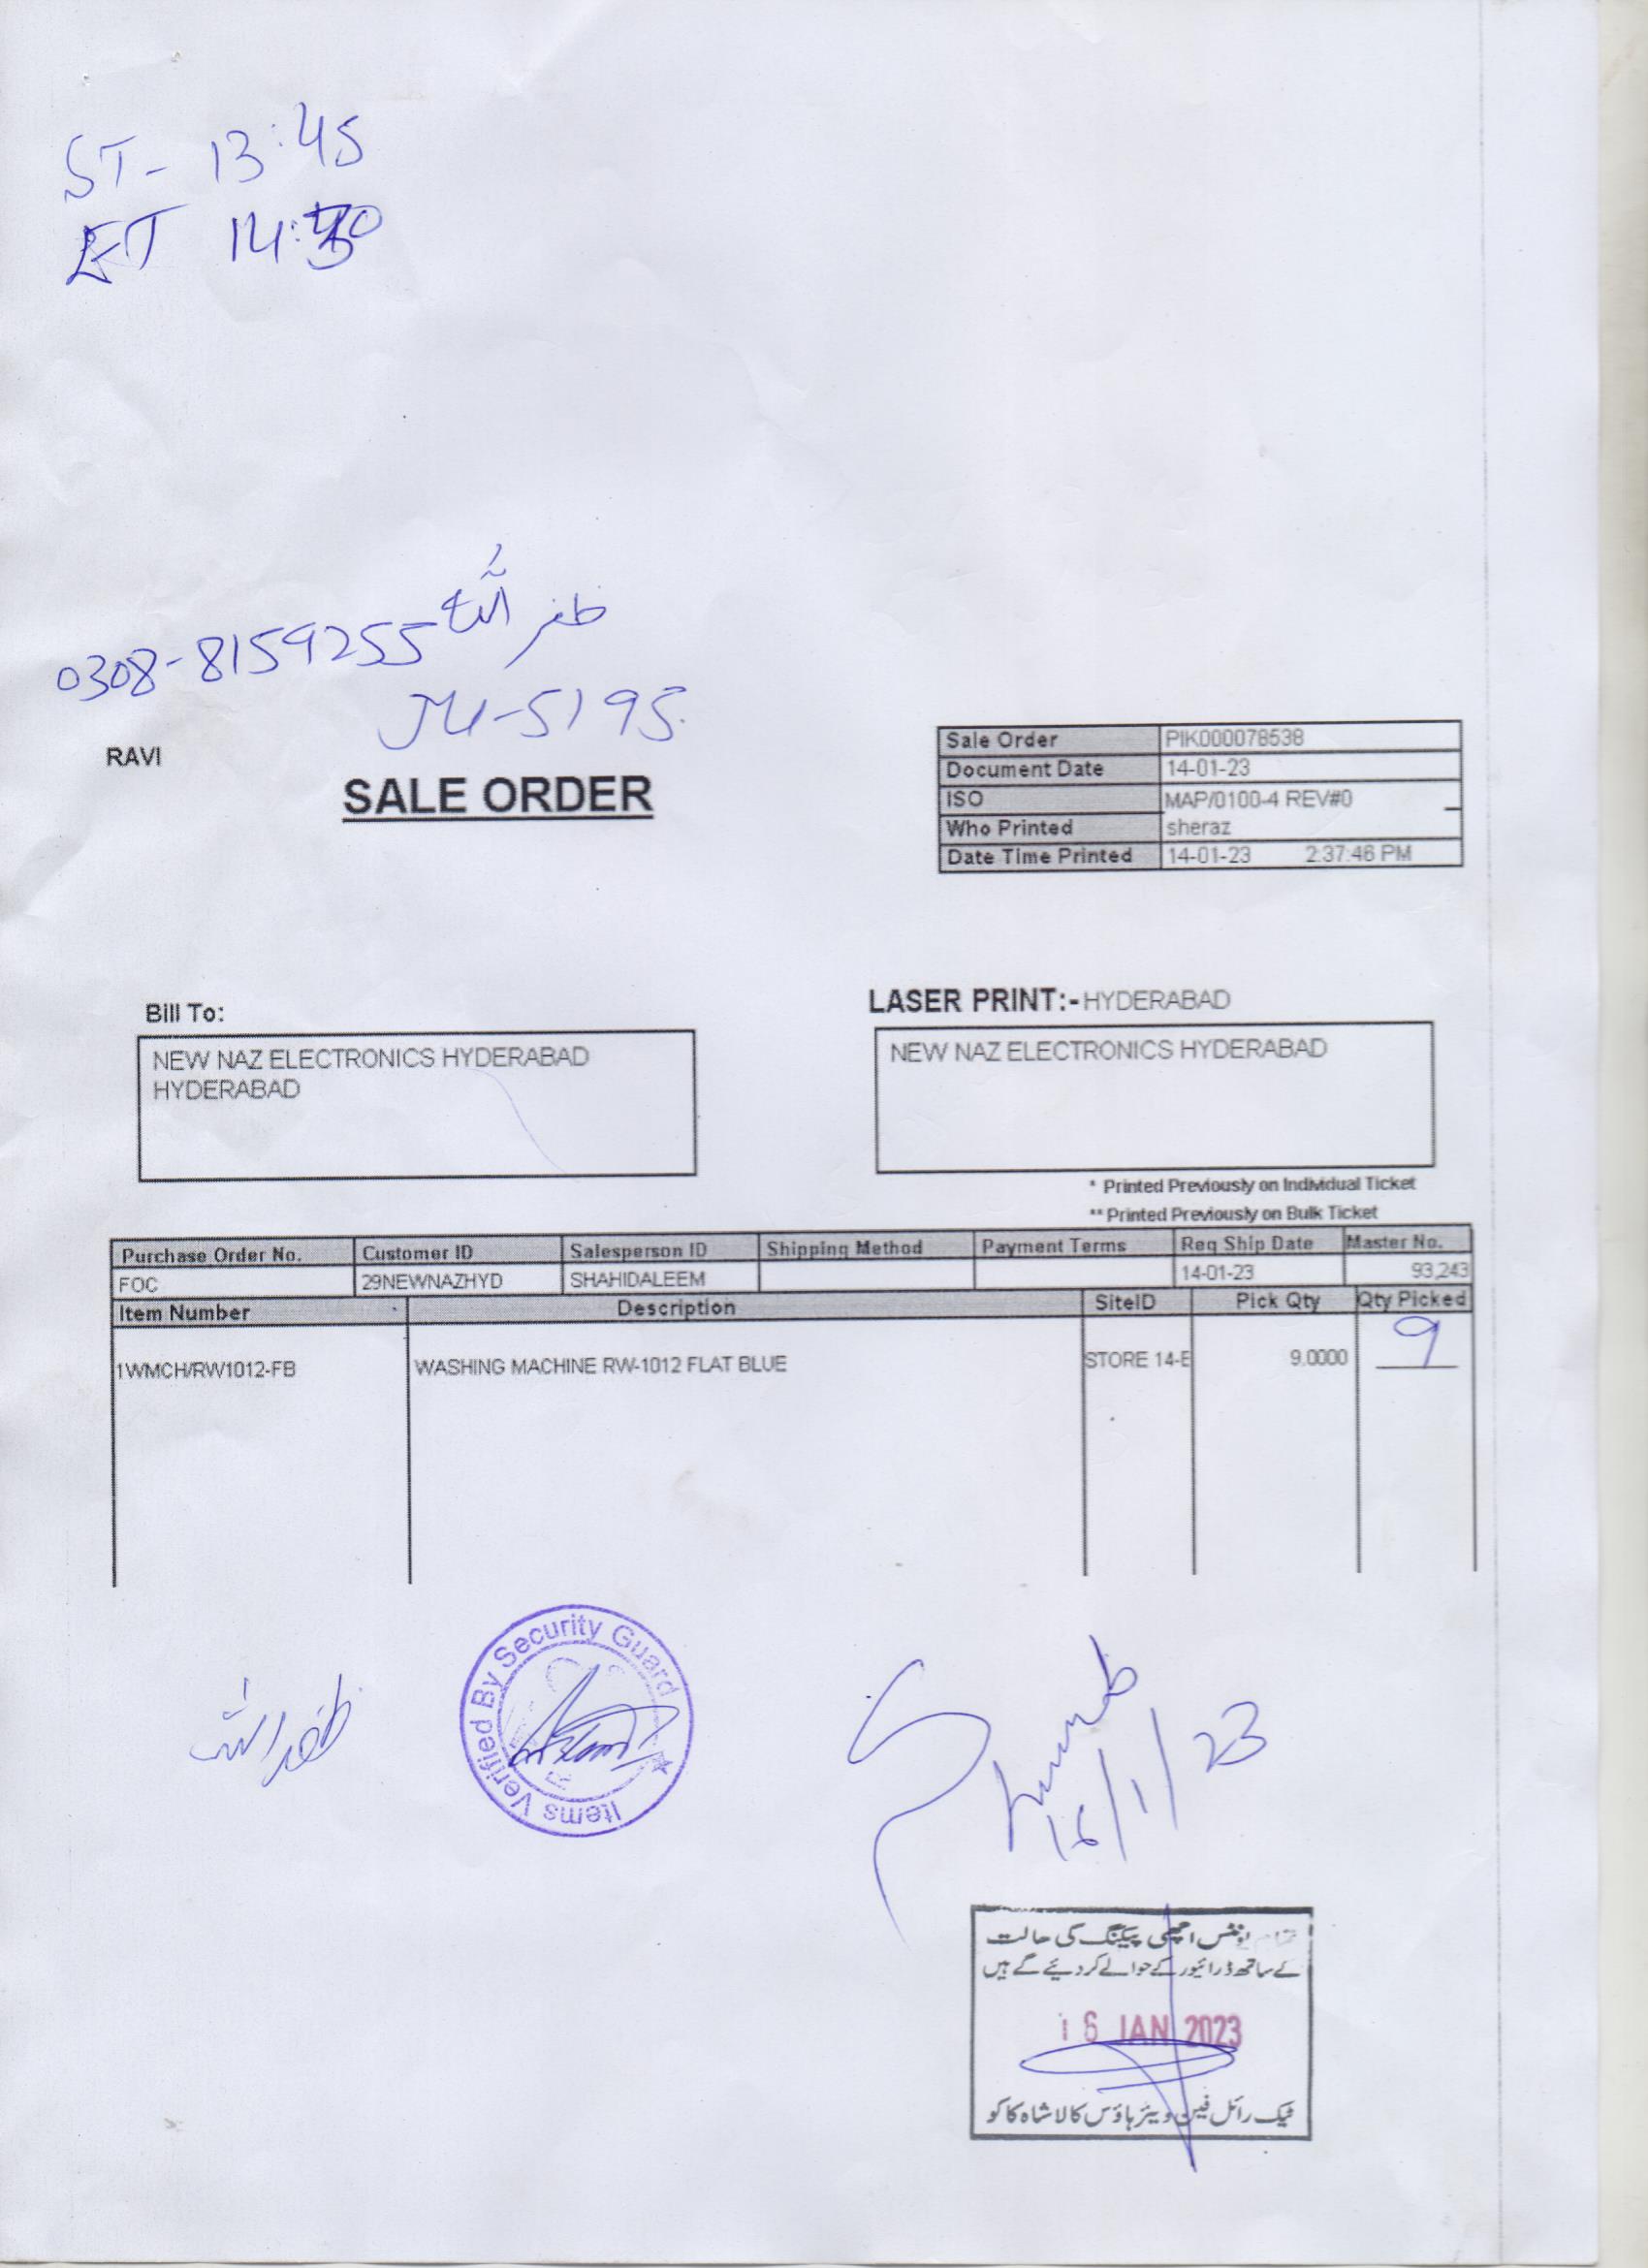 ST- 13:45
ET 14:30
ظفر اللہ
0308-8159255
JU-5195
RAVI
SALE ORDER
Sale Order PIK000078538
Document Date 14-01-23
ISO MAP/0100-4 REV#0
Who Printed sheraz
Date Time Printed 14-01-23 2:37:46 PM
Bill To:
NEW NAZ ELECTRONICS HYDERABAD
HYDERABAD
LASER PRINT:- HYDERABAD
NEW NAZ ELECTRONICS HYDERABAD
* Printed Previously on Individual Ticket
** Printed Previously on Bulk Ticket
Purchase Order No. Customer ID Salesperson ID Shipping Method Payment Terms Req Ship Date Master No.
FOC 29NEWNAZHYD SHAHIDALEEM 14-01-23 93,243
Item Number Description SiteID Pick Qty Qty Picked
1WMCH/RW1012-FB WASHING MACHINE RW-1012 FLAT BLUE STORE 14-E 9.0000 9
ظفر اللہ
Items Verified By Security Guard
16/1/23
تمام یونٹس اچھی پیکنگ کی حالت
کے ساتھ ڈرائیور کے حوالے کر دیئے گے ہیں
16 JAN 2023
ٹیک رائل فین ویئر ہاؤس کالا شاہ کاکو